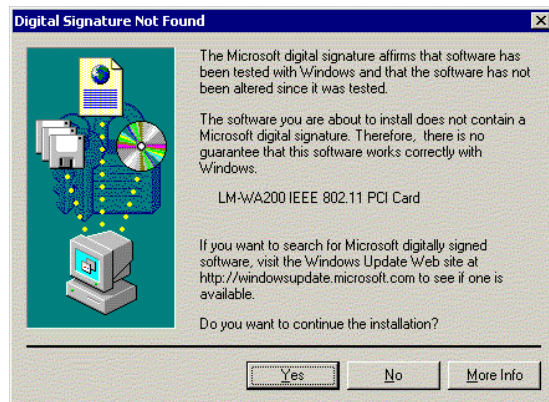 Digital Signature Not Found
The Microsoft digital signature affirms that software has
been tested with Windows and that the software has not
been altered since it was tested.
The software you are about to install does not contain a
Microsoft digital signature. Therefore, there is no
guarantee that this software works correctly with
Windows.
LM-WA200 IEEE 802.11 PCI Card
If you want to search for Microsoft digitally signed
software, visit the Windows Update Web site at
http://windowsupdate.microsoft.com to see if one is
available.
Do you want to continue the installation?
Yes
No
More Info